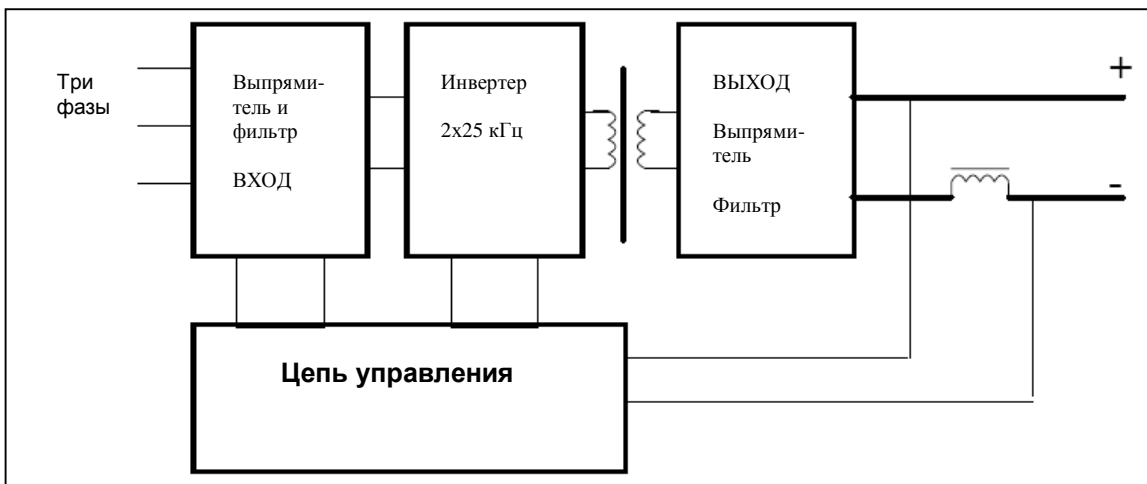 Три
фазы
Выпрями-
тель и
фильтр
ВХОД
Инвертер
2x25 кГц
ВЫХОД
Выпрями-
тель
Фильтр
+
-
Цепь управления